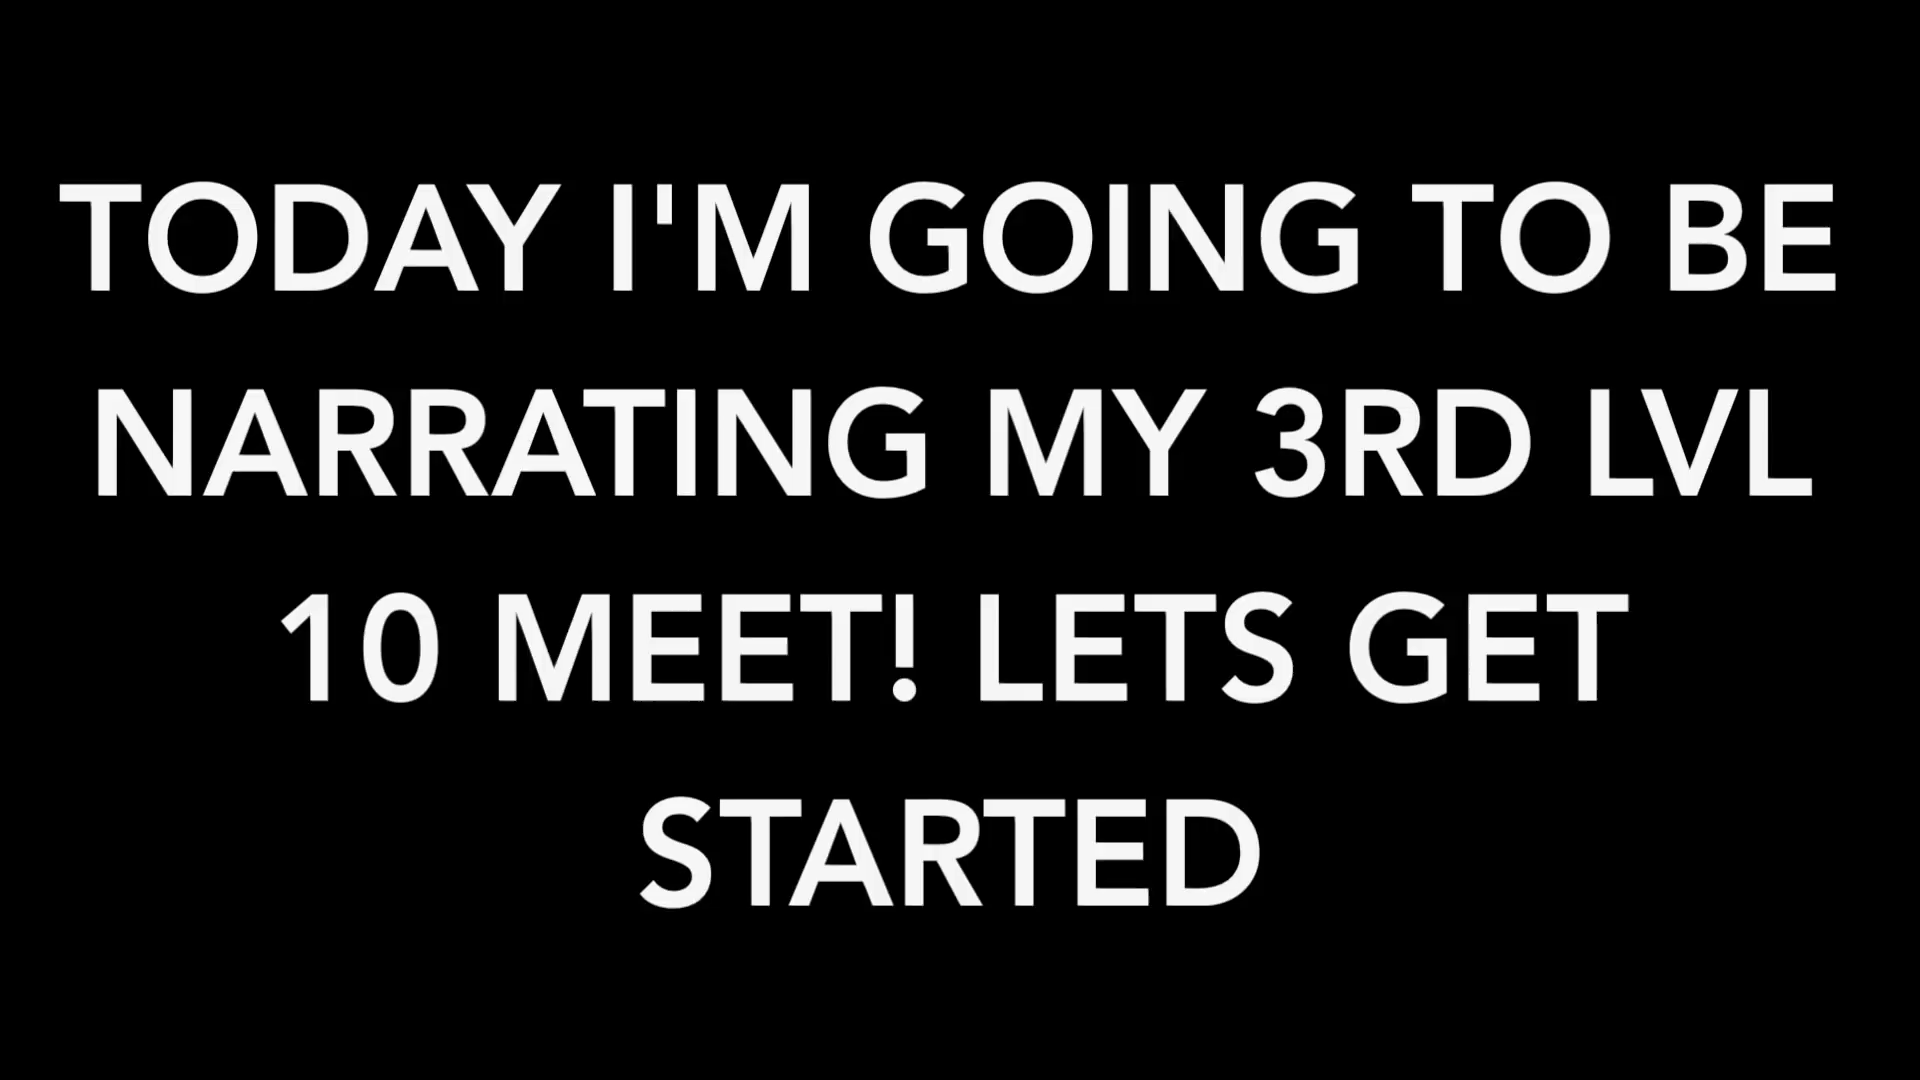 TODAY I'M GOING TO BE
NARRATING MY 3RD LVL
10 MEET! LETS GET
STARTED